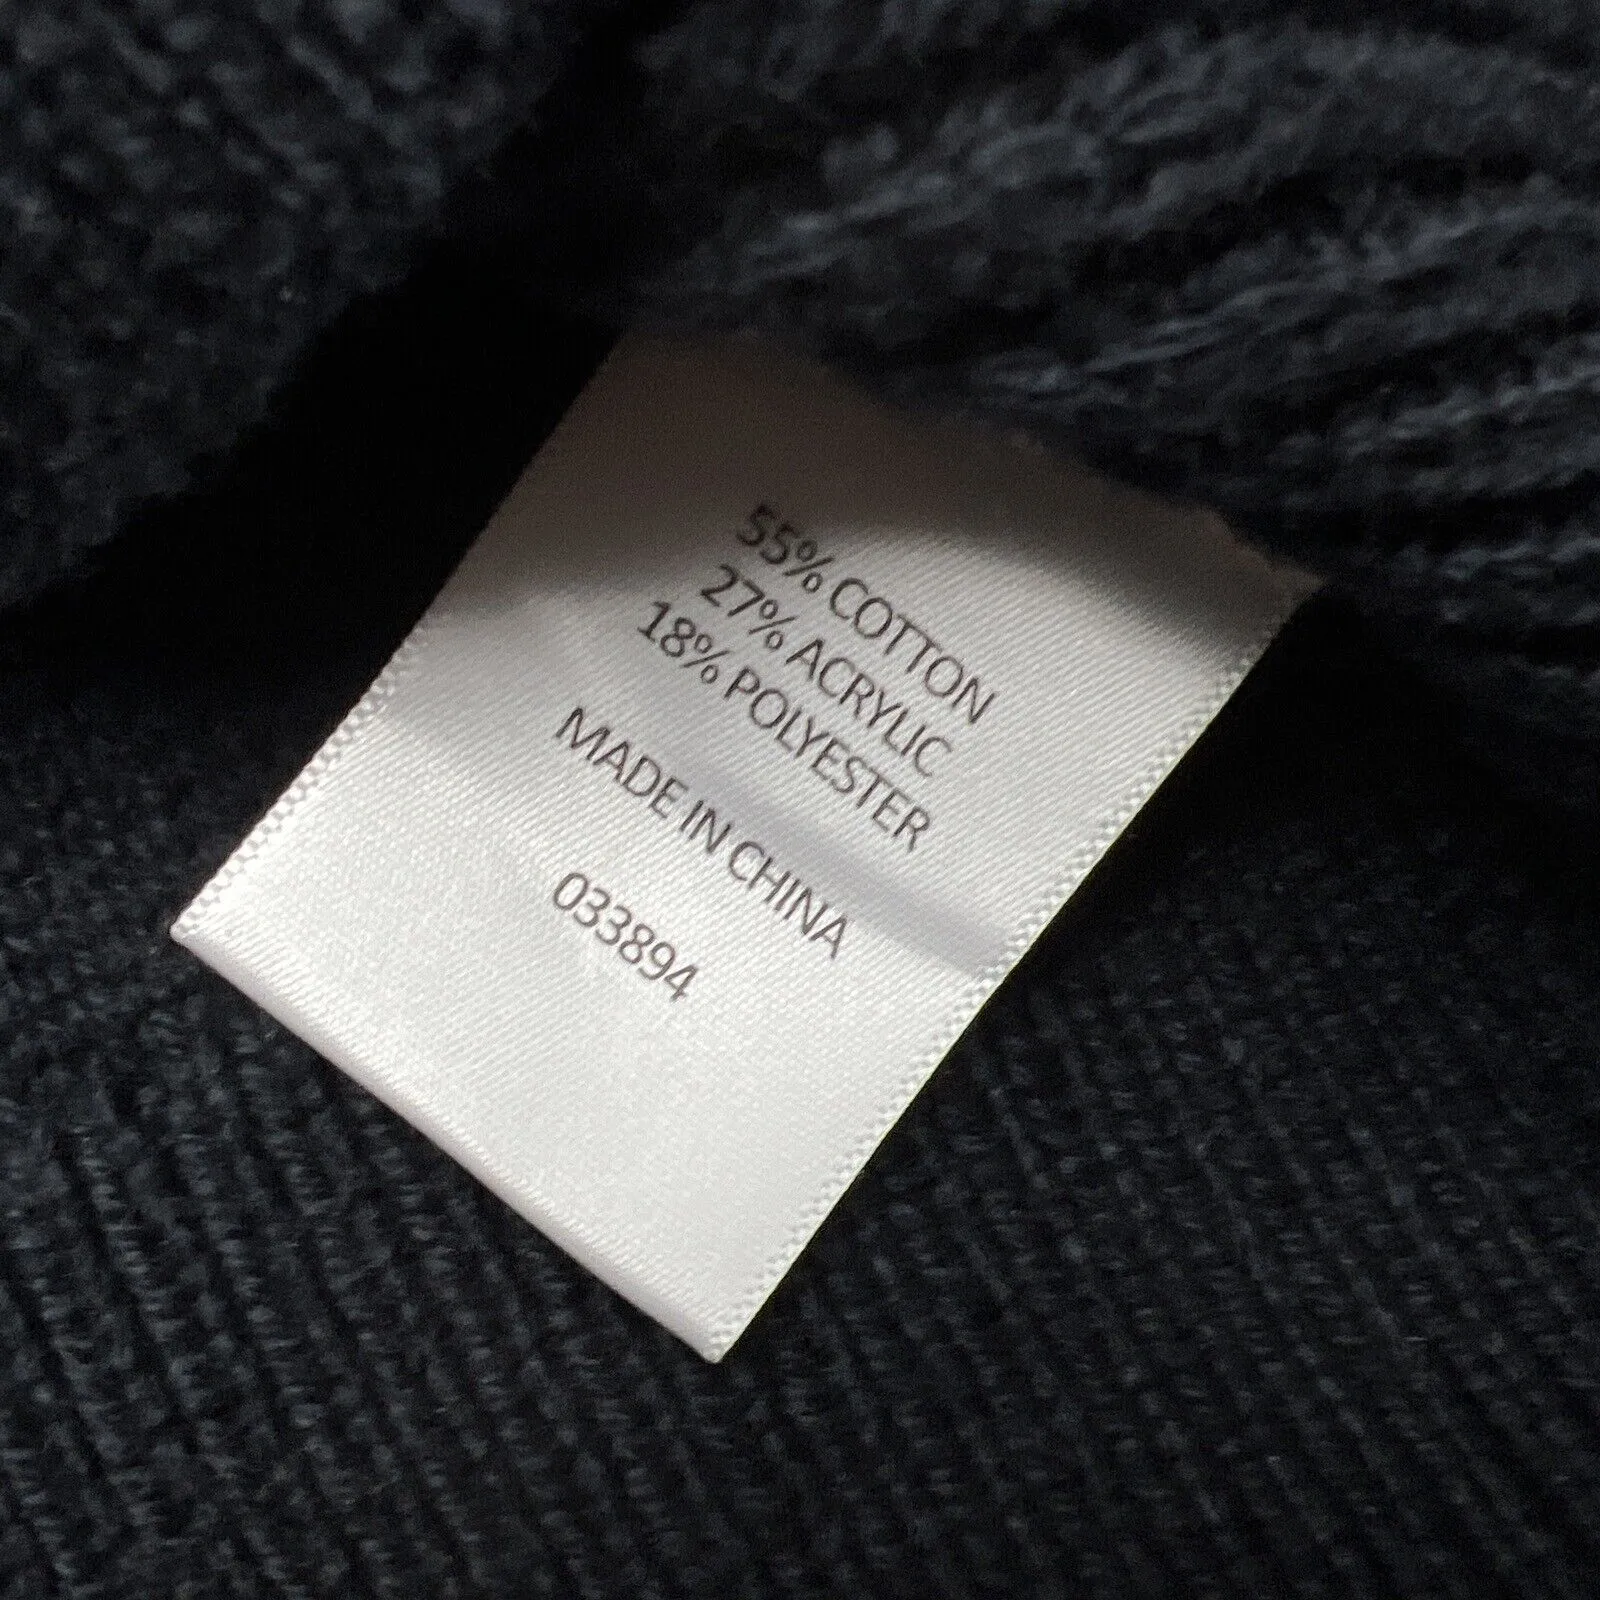 55% COTTON
27% ACRYLIC
18% POLYESTER
MADE IN CHINA
033894